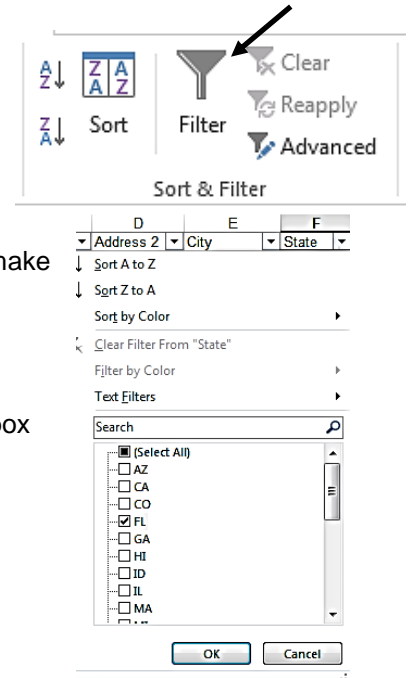 A Z Z A A Z Clear
Reapply
Z A Sort Filter Advanced
Sort & Filter
D E F
Address 2 City State
Sort A to Z
Sort Z to A
Sort by Color
Clear Filter From "State"
Filter by Color
Text Filters
Search
(Select All)
AZ
CA
CO
FL
GA
HI
ID
IL
MA
OK Cancel